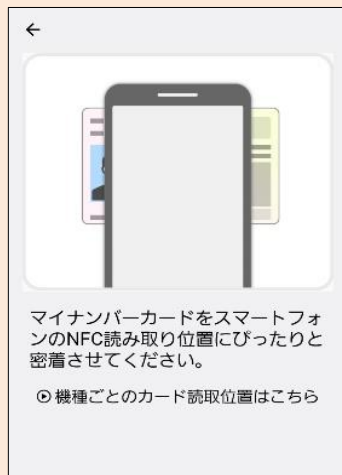 マイナンバーカードをスマートフォ
ンのNFC読み取り位置にぴったりと
密着させてください。
機種ごとのカード読取位置はこちら